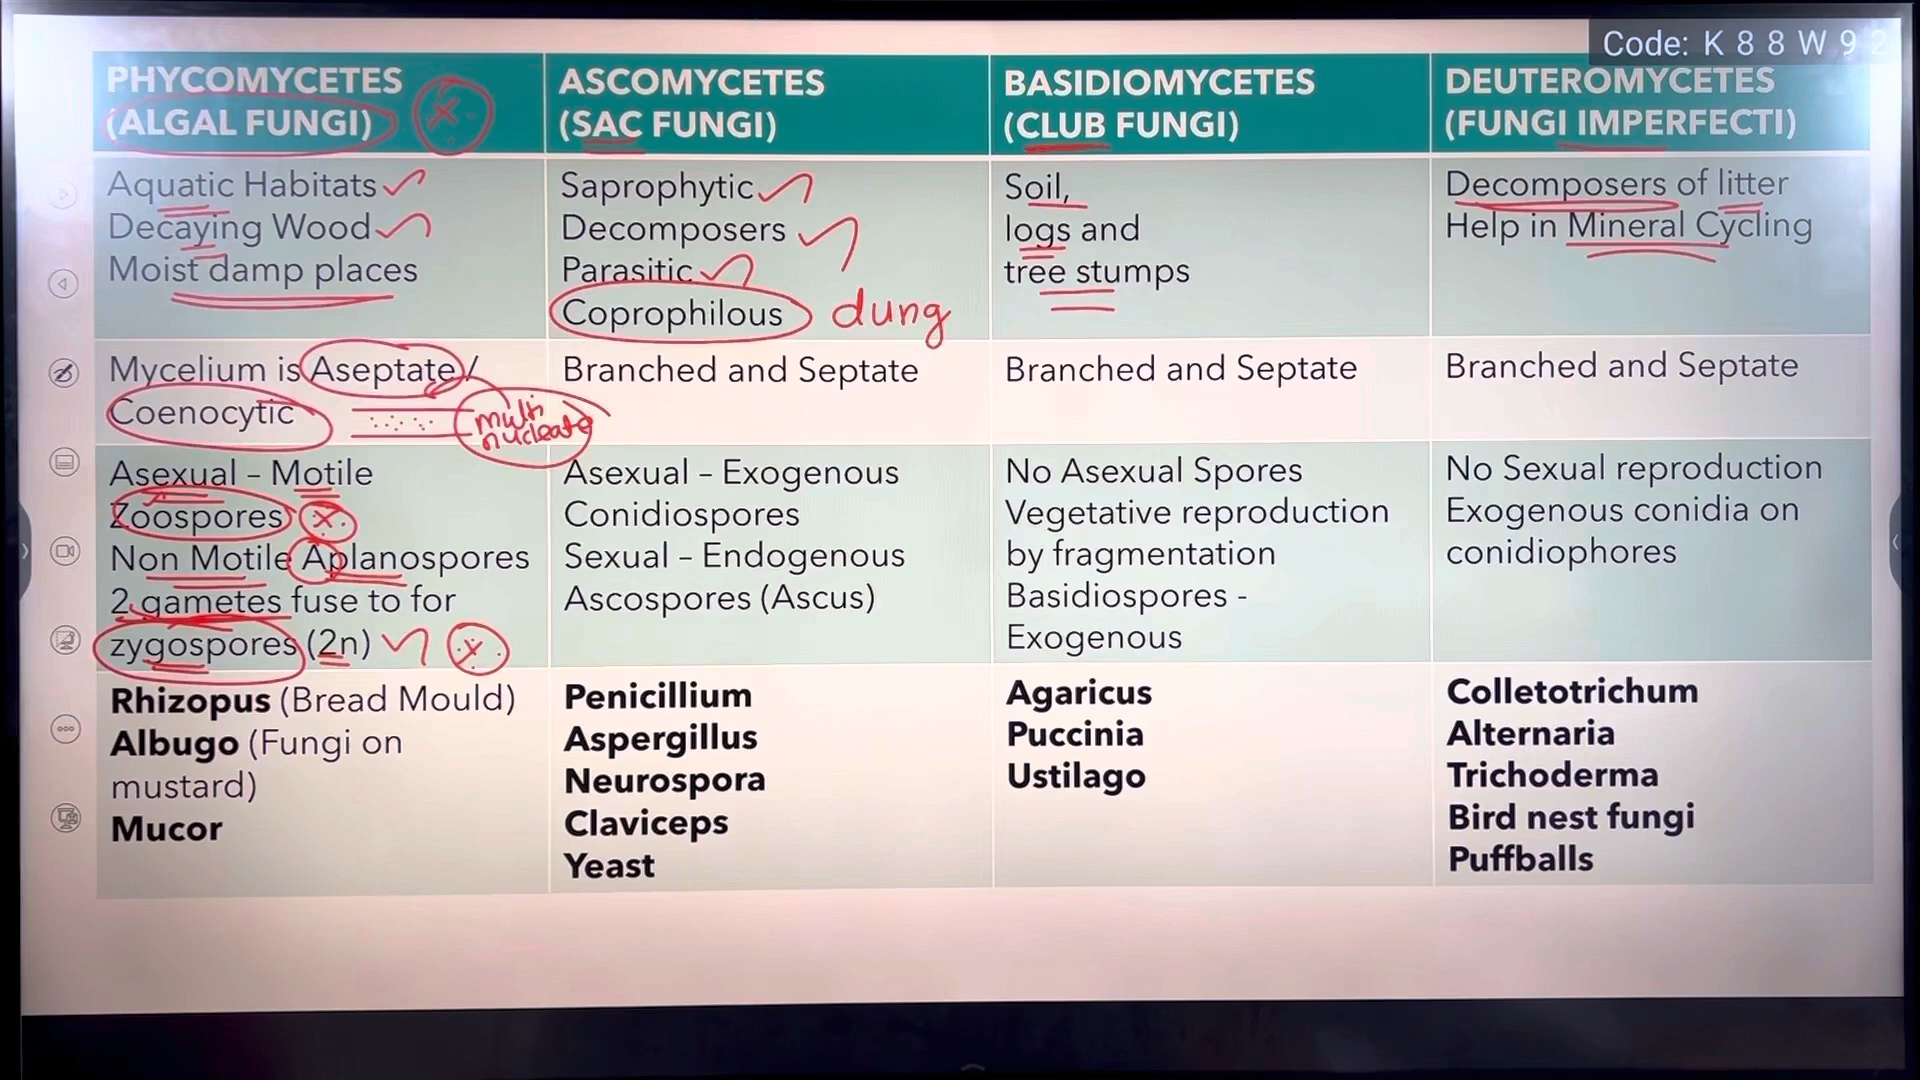 Code: K 8 8 W 9 2
PHYCOMYCETES
(ALGAL FUNGI)
ASCOMYCETES
(SAC FUNGI)
BASIDIOMYCETES
(CLUB FUNGI)
DEUTEROMYCETES
(FUNGI IMPERFECTI)
Aquatic Habitats
Decaying Wood
Moist damp places
Saprophytic
Decomposers
Parasitic
Coprophilous dung
Soil,
logs and
tree stumps
Decomposers of litter
Help in Mineral Cycling
Mycelium is Aseptate /
Coenocytic
multi
nucleate
Branched and Septate
Branched and Septate
Branched and Septate
Asexual – Motile
Zoospores
Non Motile Aplanospores
2 gametes fuse to for
zygospores (2n)
Asexual – Exogenous
Conidiospores
Sexual – Endogenous
Ascospores (Ascus)
No Asexual Spores
Vegetative reproduction
by fragmentation
Basidiospores -
Exogenous
No Sexual reproduction
Exogenous conidia on
conidiophores
Rhizopus (Bread Mould)
Albugo (Fungi on
mustard)
Mucor
Penicillium
Aspergillus
Neurospora
Claviceps
Yeast
Agaricus
Puccinia
Ustilago
Colletotrichum
Alternaria
Trichoderma
Bird nest fungi
Puffballs